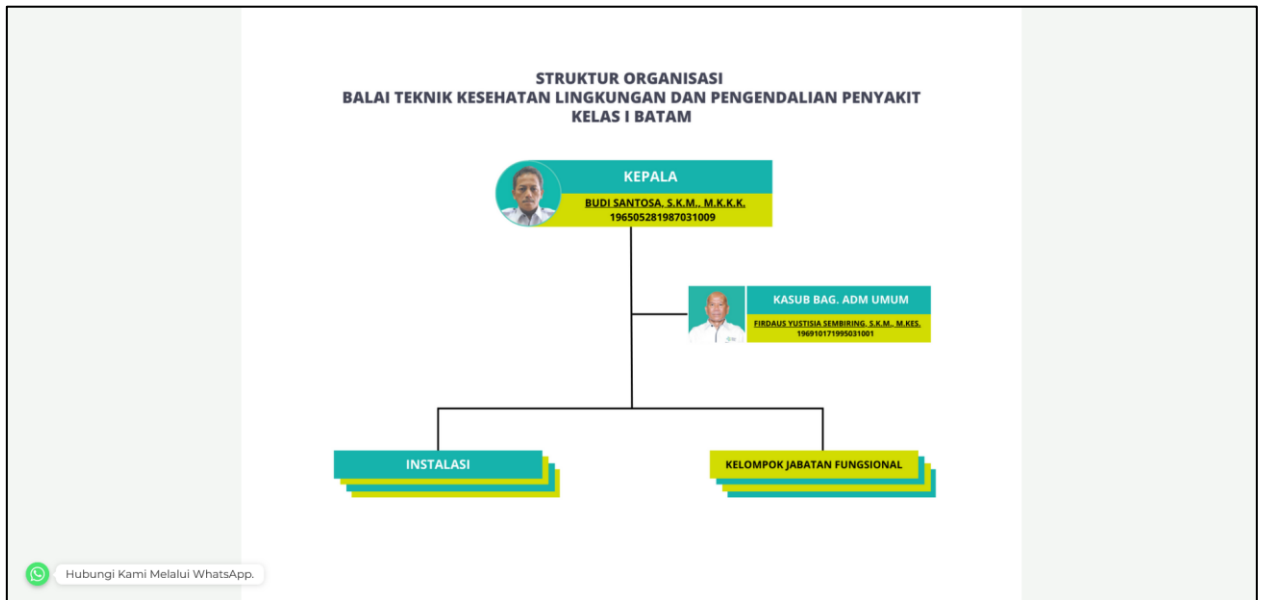 STRUKTUR ORGANISASI
BALAI TEKNIK KESEHATAN LINGKUNGAN DAN PENGENDALIAN PENYAKIT
KELAS I BATAM
KEPALA
BUDI SANTOSA, S.K.M., M.K.K.K.
196505281987031009
KASUB BAG. ADM UMUM
FIRDAUS YUSTISIA SEMBIRING, S.K.M., M.KES.
196910171995031001
INSTALASI
KELOMPOK JABATAN FUNGSIONAL
Hubungi Kami Melalui WhatsApp.